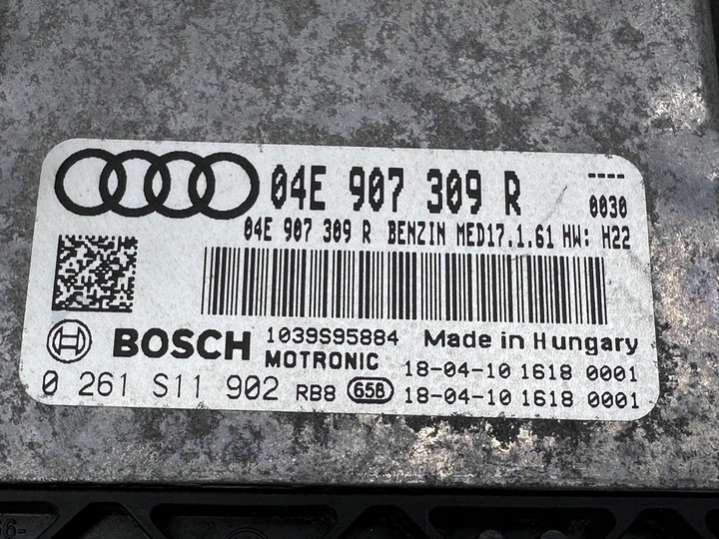 04E 907 309 R
----
0030
04E 907 309 R BENZIN MED17.1.61 HW: H22
BOSCH
1039S95884
MOTRONIC
Made in Hungary
18-04-10 1618 0001
0 261 S11 902 RB8 65B 18-04-10 1618 0001